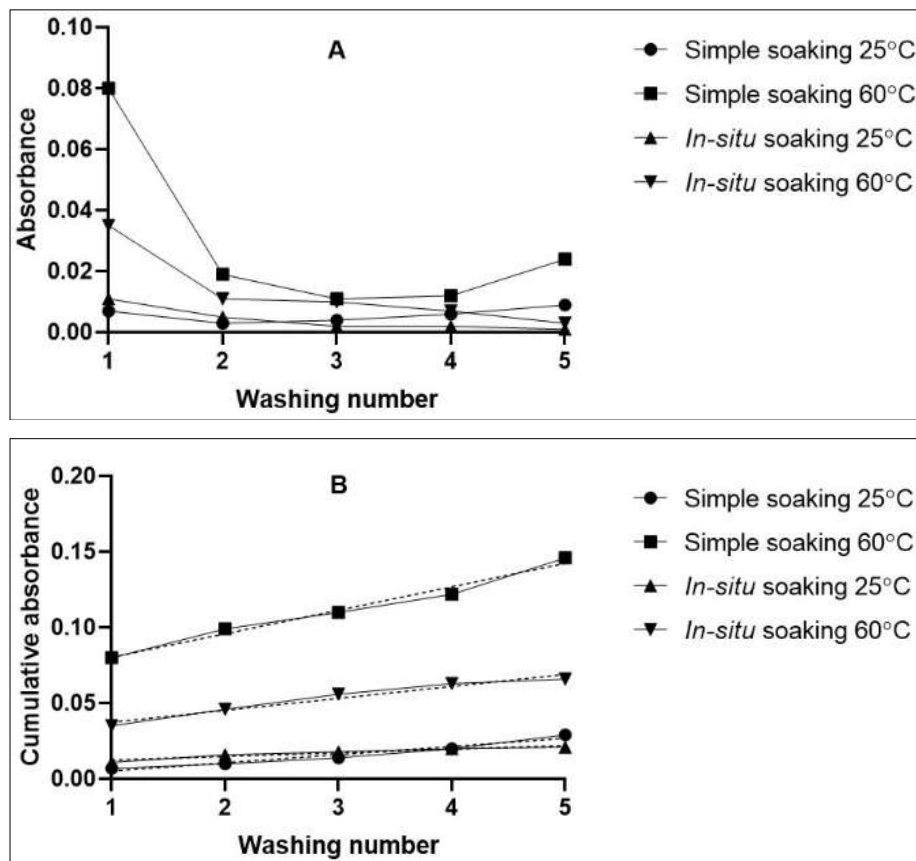 A
0.10
0.08
0.06
0.04
0.02
0.00
Absorbance
1 2 3 4 5
Washing number
Simple soaking 25°C
Simple soaking 60°C
In-situ soaking 25°C
In-situ soaking 60°C
B
0.20
0.15
0.10
0.05
0.00
Cumulative absorbance
1 2 3 4 5
Washing number
Simple soaking 25°C
Simple soaking 60°C
In-situ soaking 25°C
In-situ soaking 60°C